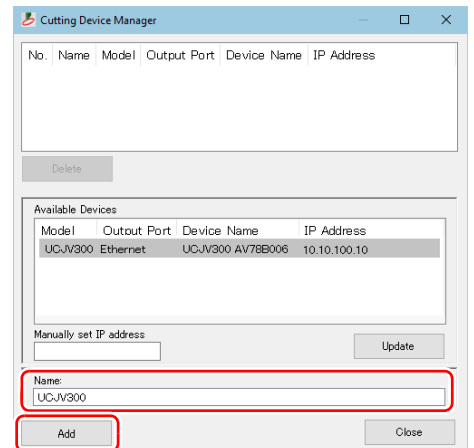 Cutting Device Manager
No. Name Model Output Port Device Name IP Address
Delete
Available Devices
Model Output Port Device Name IP Address
UCJV300 Ethernet UCJV300 AV78B006 10.10.100.10
Manually set IP address
Update
Name:
UCJV300
Add Close